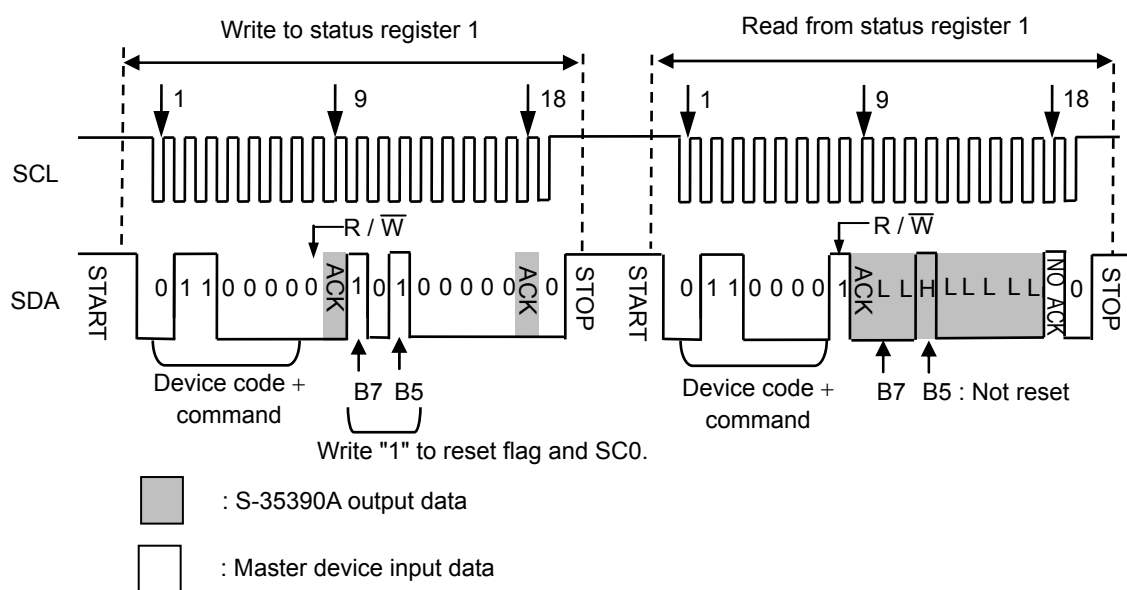 Write to status register 1
Read from status register 1
1 9 18 1 9 18
SCL
R / W̅ R / W̅
SDA
START 0 1 1 0 0 0 0 0 ACK 1 0 1 0 0 0 0 0 ACK 0 STOP START 0 1 1 0 0 0 0 1 ACK L L H L L L L L NO ACK 0 STOP
Device code +
command
B7 B5
Write "1" to reset flag and SC0.
Device code +
command
B7 B5 : Not reset
: S-35390A output data
: Master device input data